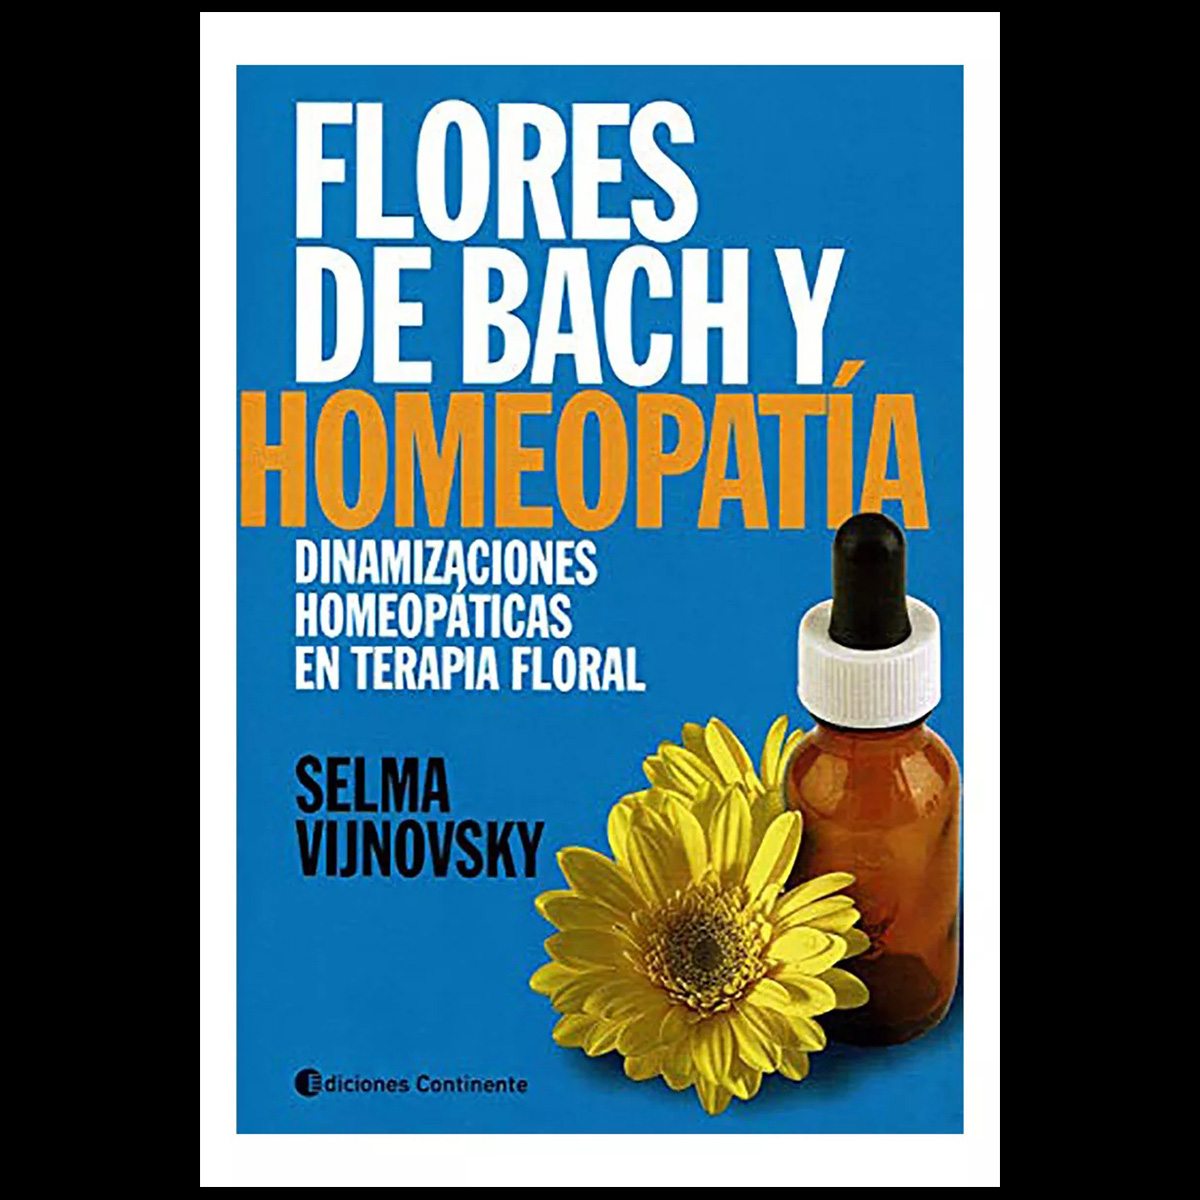 FLORES
DE BACH Y
HOMEOPATÍA
DINAMIZACIONES
HOMEOPÁTICAS
EN TERAPIA FLORAL
SELMA
VIJNOVSKY
Ediciones Continente